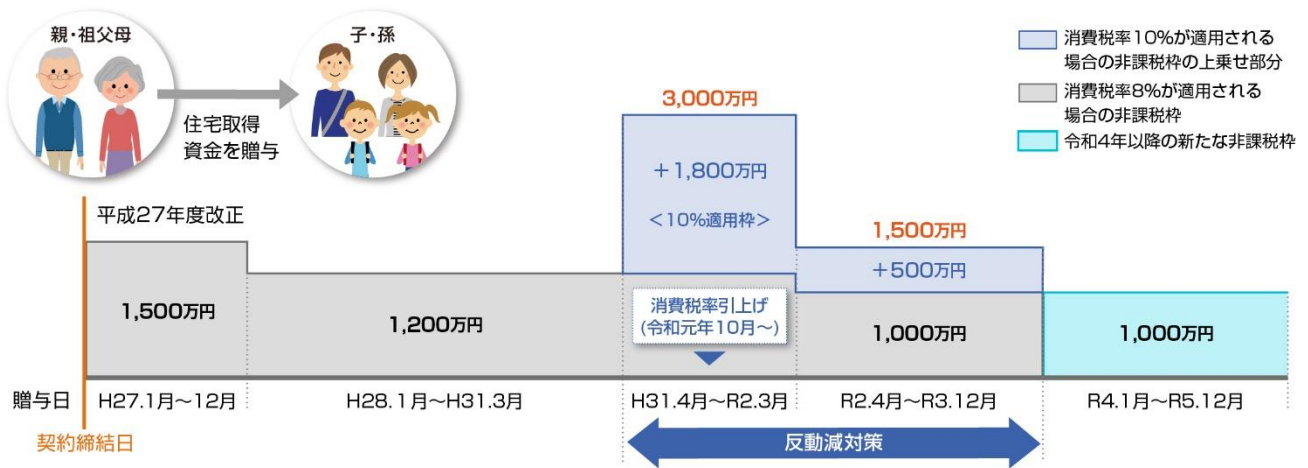 親・祖父母
子・孫
住宅取得
資金を贈与
消費税率10%が適用される
場合の非課税枠の上乗せ部分
消費税率8%が適用される
場合の非課税枠
令和4年以降の新たな非課税枠
平成27年度改正
3,000万円
+1,800万円
<10%適用枠>
1,500万円
+500万円
1,500万円
1,200万円
消費税率引上げ
(令和元年10月~)
1,000万円
1,000万円
贈与日
H27.1月~12月
H28.1月~H31.3月
H31.4月~R2.3月
R2.4月~R3.12月
R4.1月~R5.12月
契約締結日
反動減対策